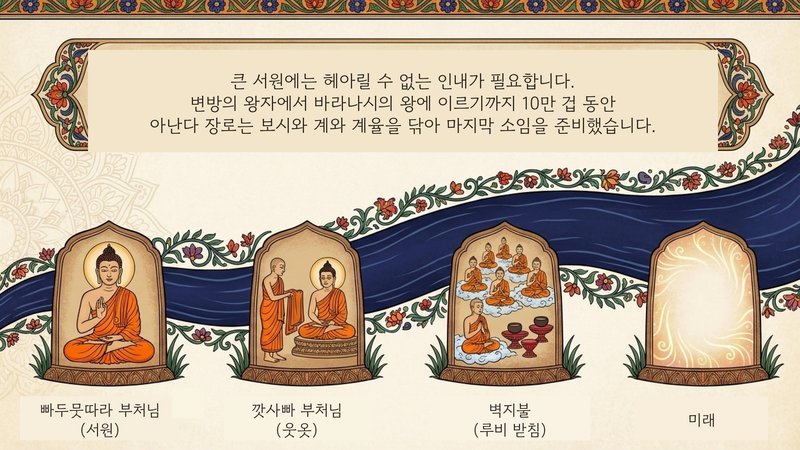 큰 서원에는 헤아릴 수 없는 인내가 필요합니다.
변방의 왕자에서 바라나시의 왕에 이르기까지 10만 겁 동안
아난다 장로는 보시와 계와 계율을 닦아 마지막 소임을 준비했습니다.
빠두뭇따라 부처님
(서원)
깟사빠 부처님
(웃옷)
벽지불
(루비 받침)
미래